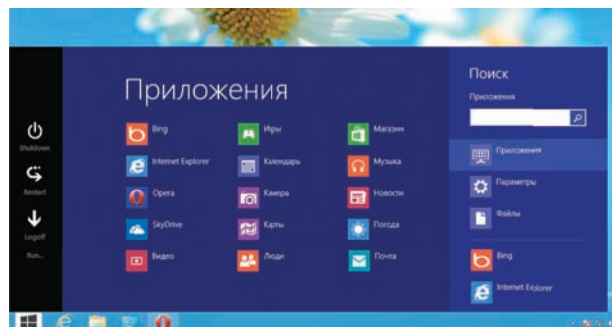 Shutdown
Restart
Logoff
Run...
Приложения
Bing
Internet Explorer
Opera
SkyDrive
Видео
Игры
Календарь
Камера
Карты
Люди
Магазин
Музыка
Новости
Погода
Почта
Поиск
Приложения
Приложения
Параметры
Файлы
Bing
Internet Explorer